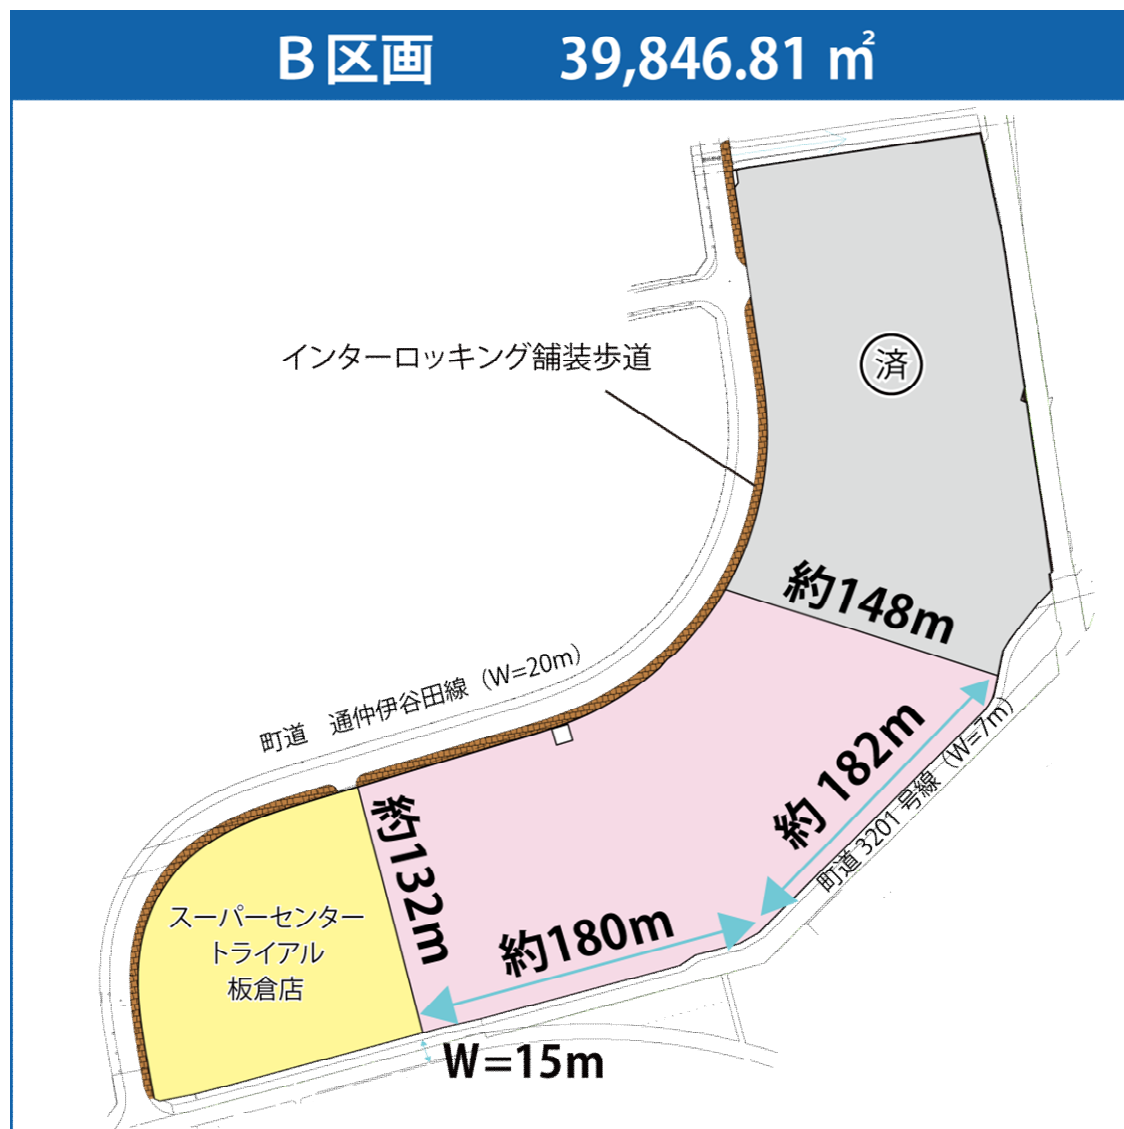 B区画 39,846.81 ㎡
インターロッキング舗装歩道
済
約148m
町道 通仲伊谷田線（W=20m）
約182m
町道3201号線（W=7m）
約132m
約180m
スーパーセンター
トライアル
板倉店
W=15m